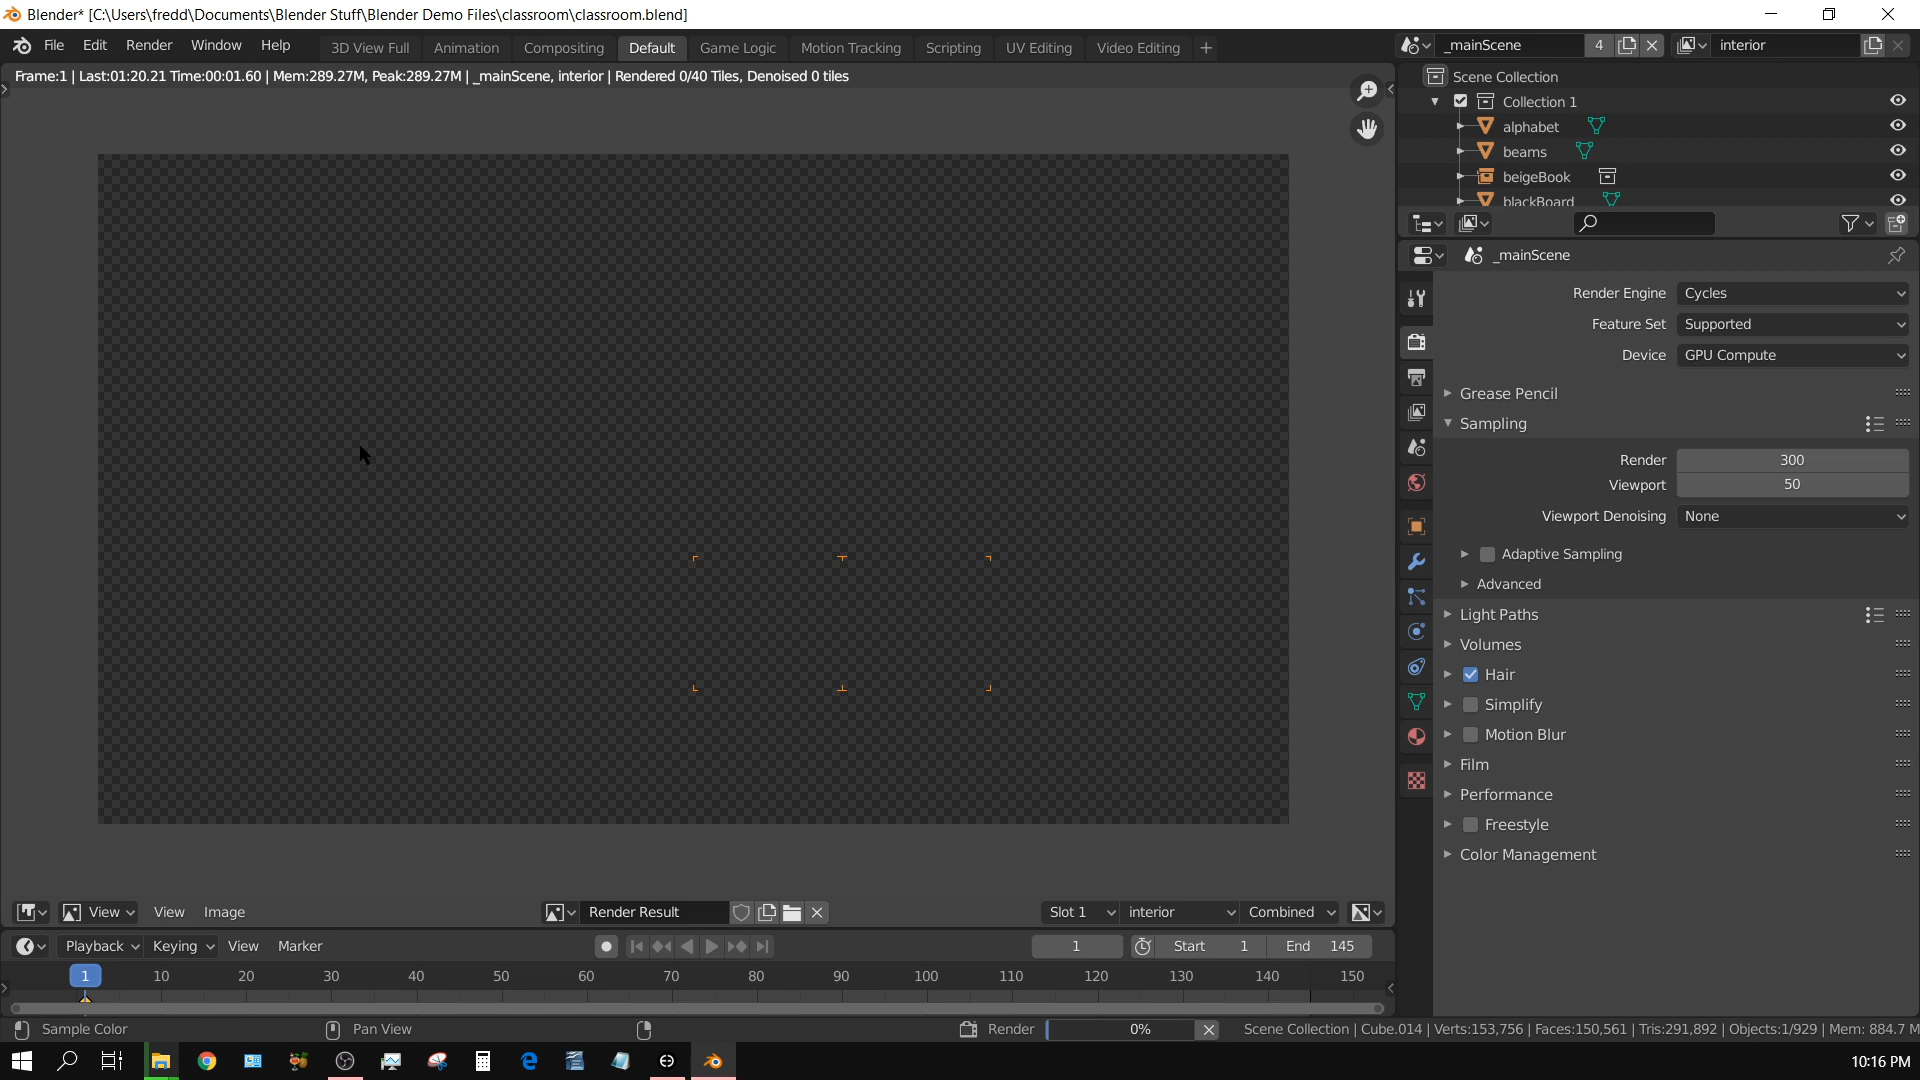 Blender* [C:\Users\fredd\Documents\Blender Stuff\Blender Demo Files\classroom\classroom.blend]
File Edit Render Window Help 3D View Full Animation Compositing Default Game Logic Motion Tracking Scripting UV Editing Video Editing + _mainScene 4 interior
Frame:1 | Last:01:20.21 Time:00:01.60 | Mem:289.27M, Peak:289.27M | _mainScene, interior | Rendered 0/40 Tiles, Denoised 0 tiles
Scene Collection
Collection 1
alphabet
beams
beigeBook
blackBoard
_mainScene
Render Engine Cycles
Feature Set Supported
Device GPU Compute
Grease Pencil
Sampling
Render 300
Viewport 50
Viewport Denoising None
Adaptive Sampling
Advanced
Light Paths
Volumes
Hair
Simplify
Motion Blur
Film
Performance
Freestyle
Color Management
View View Image Render Result Slot 1 interior Combined
Playback Keying View Marker 1 Start 1 End 145
1 10 20 30 40 50 60 70 80 90 100 110 120 130 140 150
Sample Color Pan View Render 0% Scene Collection | Cube.014 | Verts:153,756 | Faces:150,561 | Tris:291,892 | Objects:1/929 | Mem: 884.7 M
10:16 PM